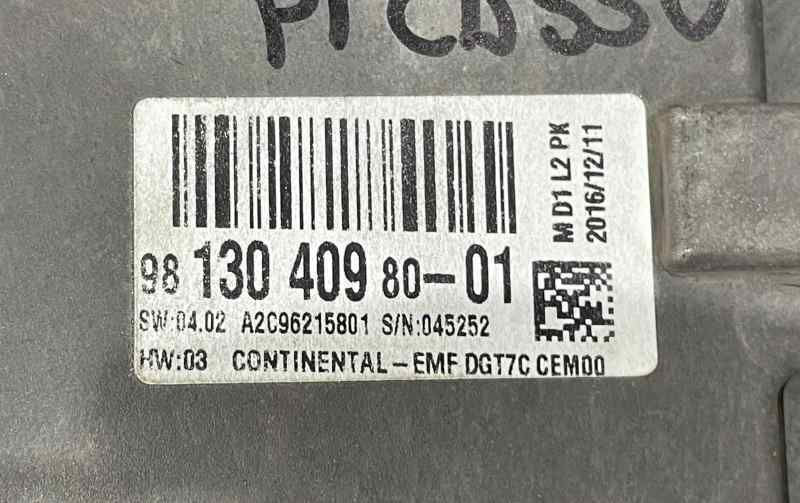 98 130 409 80-01
SW:04.02 A2C96215801 S/N:045252
HW:03 CONTINENTAL-EMF DGT7C CEM00
M D1 L2 PK
2016/12/11